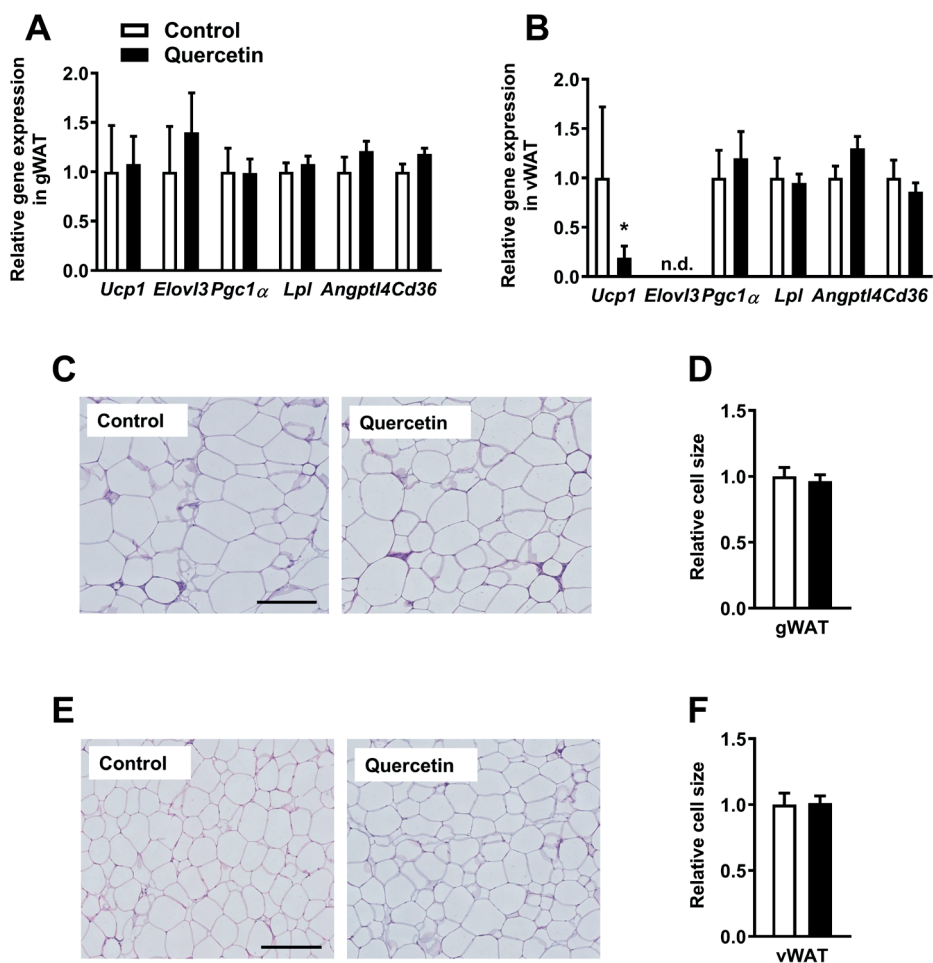 A
Control
Quercetin
Relative gene expression
in gWAT
2.0
1.5
1.0
0.5
0.0
Ucp1 Elovl3 Pgc1α Lpl Angptl4 Cd36
B
Relative gene expression
in vWAT
2.0
1.5
1.0
0.5
0.0
*
n.d.
Ucp1 Elovl3 Pgc1α Lpl Angptl4 Cd36
C
Control
Quercetin
D
Relative cell size
1.5
1.0
0.5
0.0
gWAT
E
Control
Quercetin
F
Relative cell size
1.5
1.0
0.5
0.0
vWAT